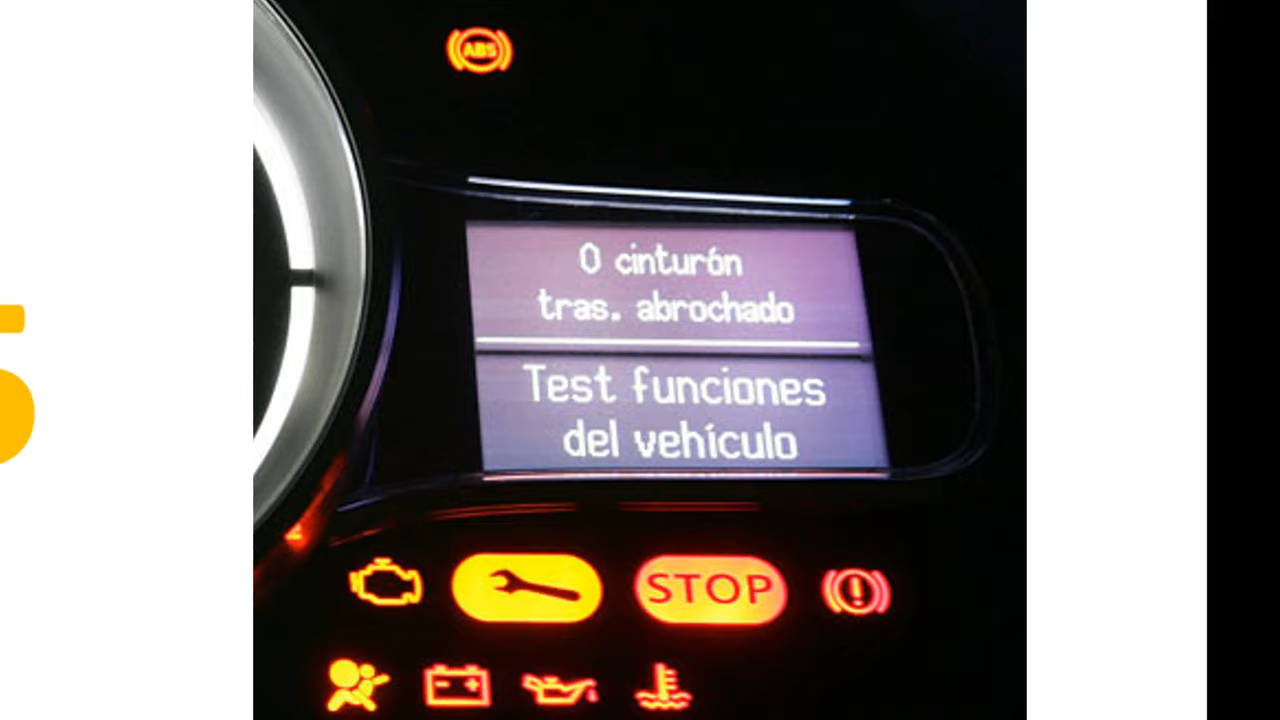 ABS
0 cinturón
tras. abrochado
Test funciones
del vehículo
STOP